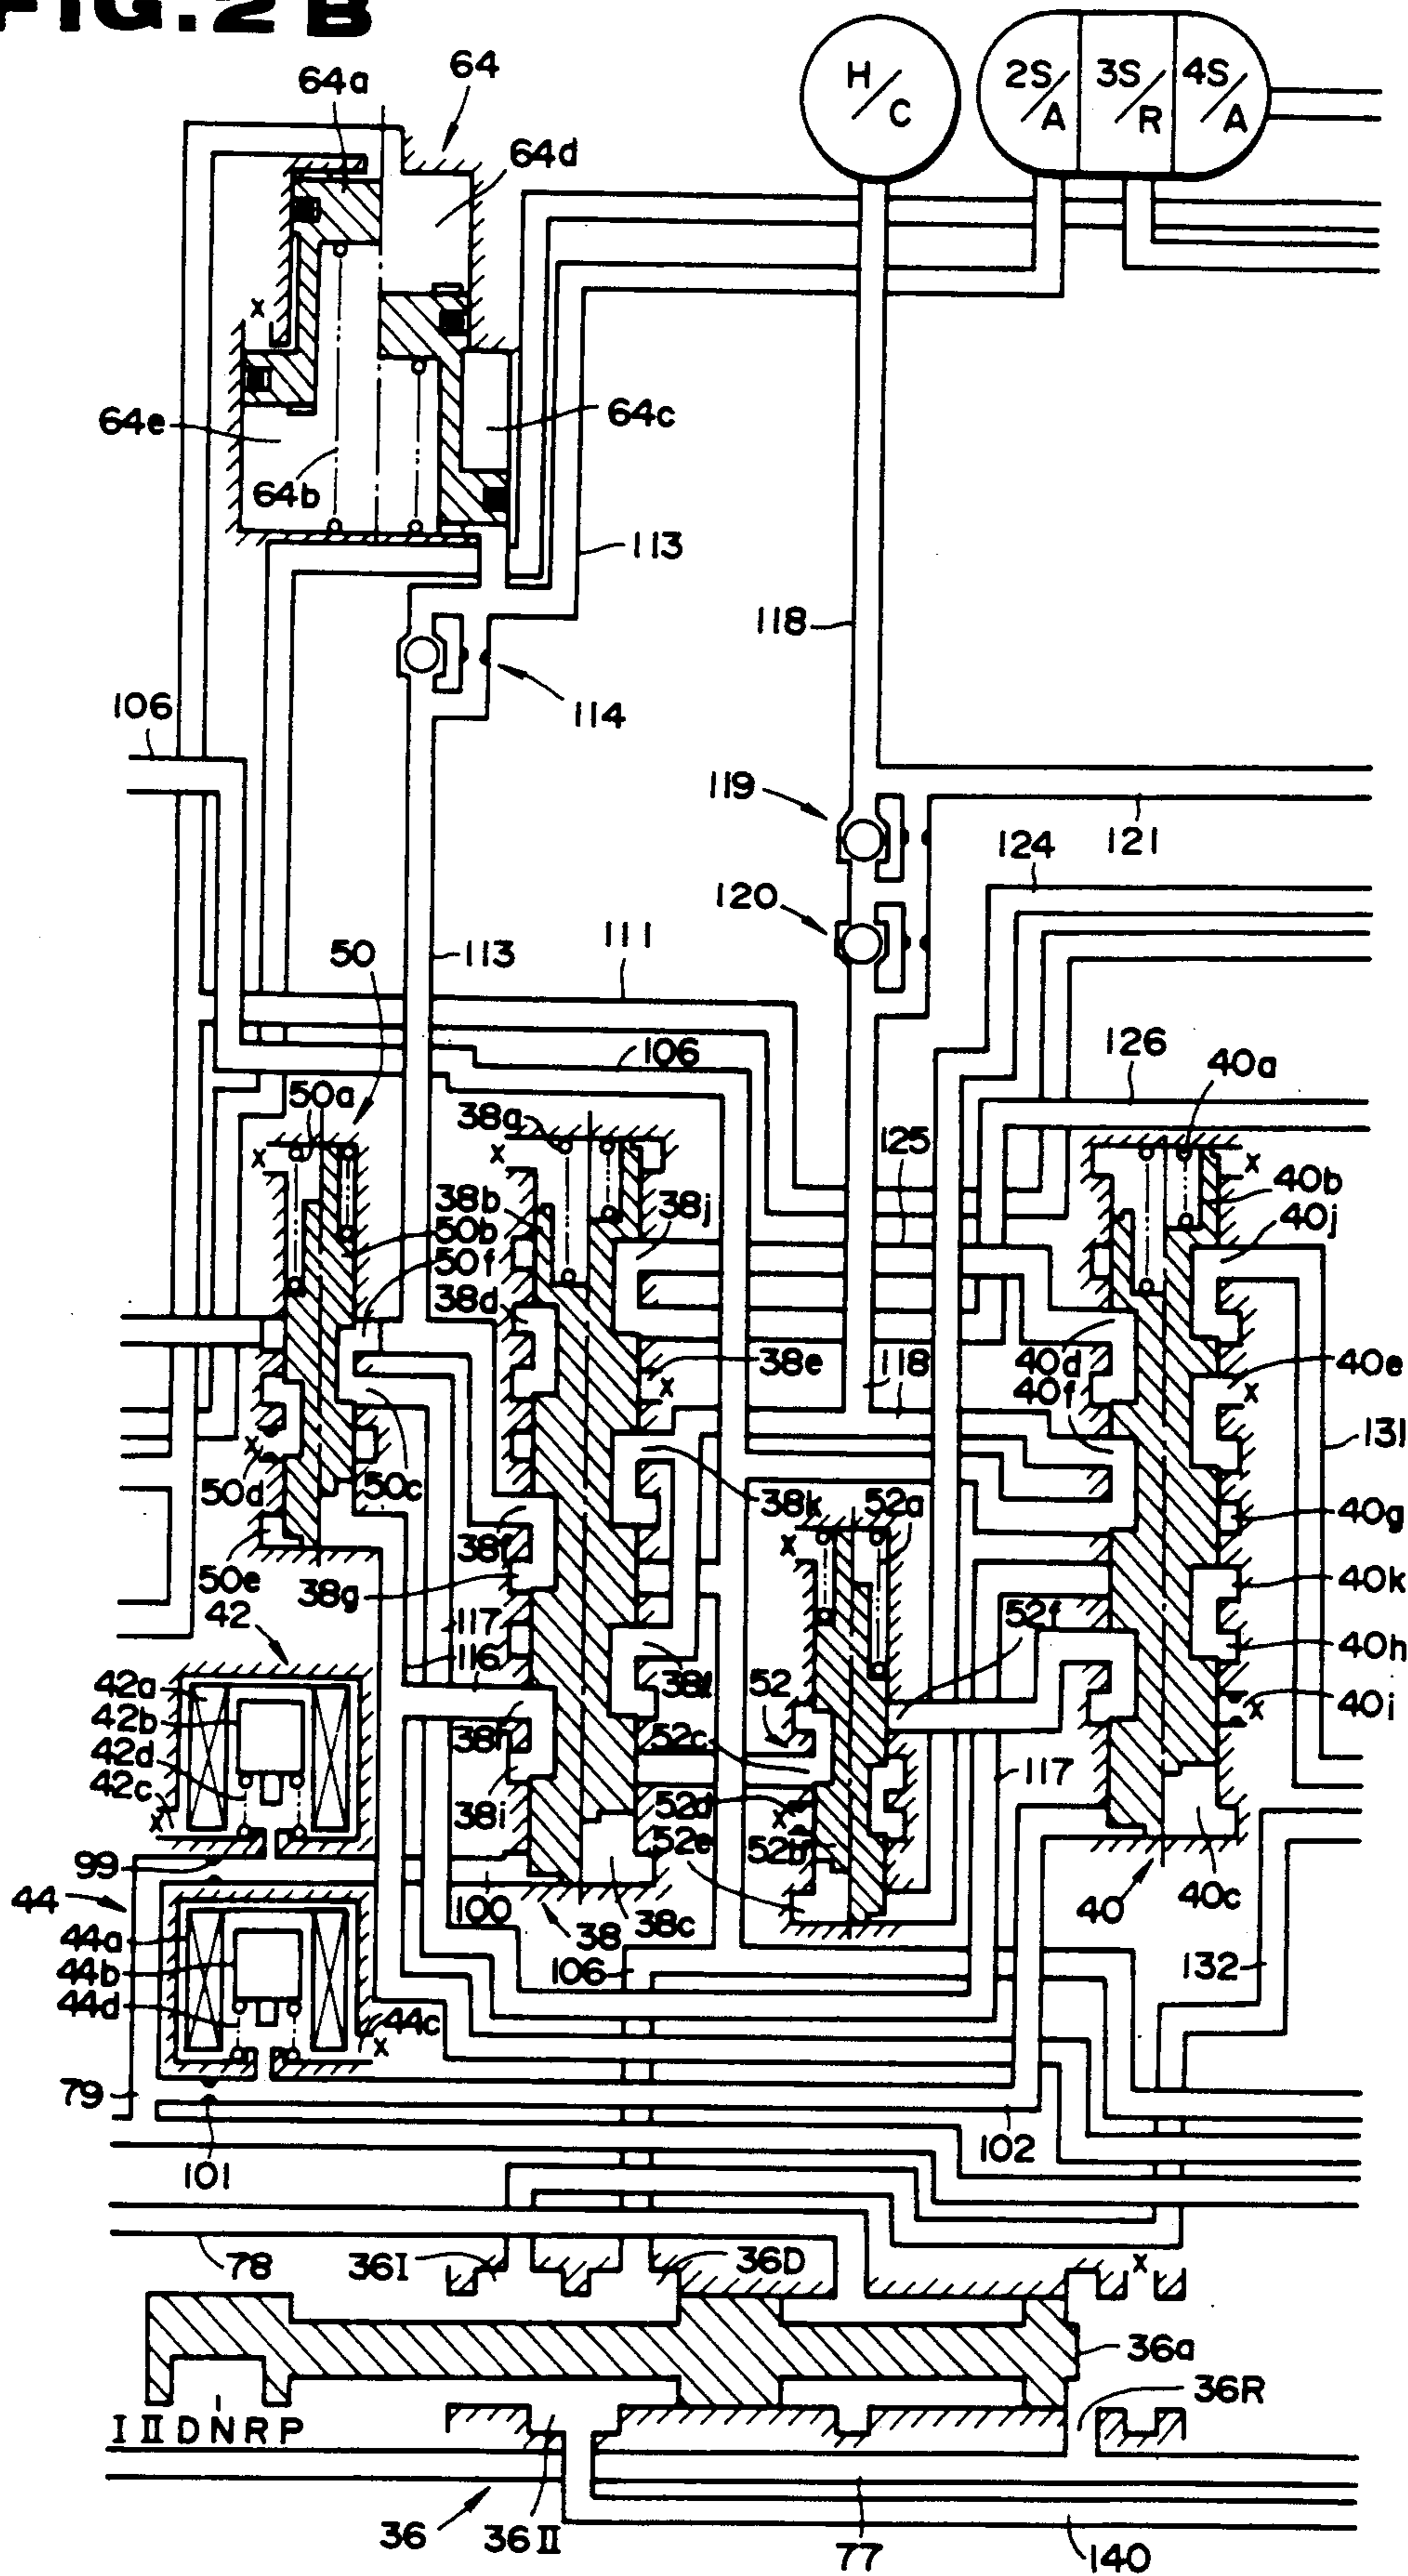 FIG. 2 B
64
64a
64d
H/C
2S/A 3S/R 4S/A
x
64e
64c
64b
113
118
114
106
119
121
124
120
50
113
111
106
126
40a
50a
38a
x
x
125
x
38b
50b
50f
38d
38j
40b
40j
38e
x
118
40d
40f
40e
x
131
x
50d
50c
38k
52a
40g
x
38f
50e
38g
40k
42
117
52f
40h
116
42a
38l
52
40i
x
42b
38h
52c
42d
42c
x
38i
52d
x
117
52e
52b
99
44
100
38
38c
40
40c
44a
44b
44d
106
132
44c
x
79
102
101
78
36I
36D
x
36a
36R
I II D N R P
36
36II
77
140